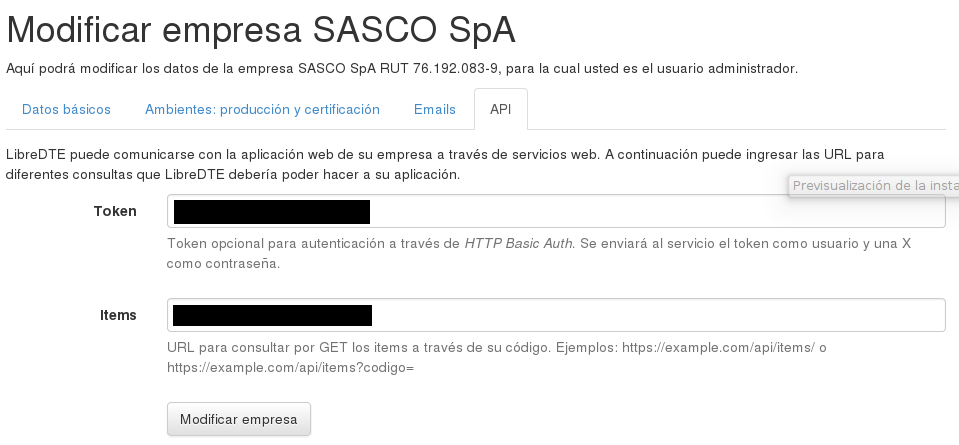 Modificar empresa SASCO SpA
Aquí podrá modificar los datos de la empresa SASCO SpA RUT 76.192.083-9, para la cual usted es el usuario administrador.
Datos básicos Ambientes: producción y certificación Emails API
LibreDTE puede comunicarse con la aplicación web de su empresa a través de servicios web. A continuación puede ingresar las URL para
diferentes consultas que LibreDTE debería poder hacer a su aplicación.
Previsualización de la
Token
Token opcional para autenticación a través de HTTP Basic Auth. Se enviará al servicio el token como usuario y una X
como contraseña.
Items
URL para consultar por GET los items a través de su código. Ejemplos: https://example.com/api/items/ o
https://example.com/api/items?codigo=
Modificar empresa